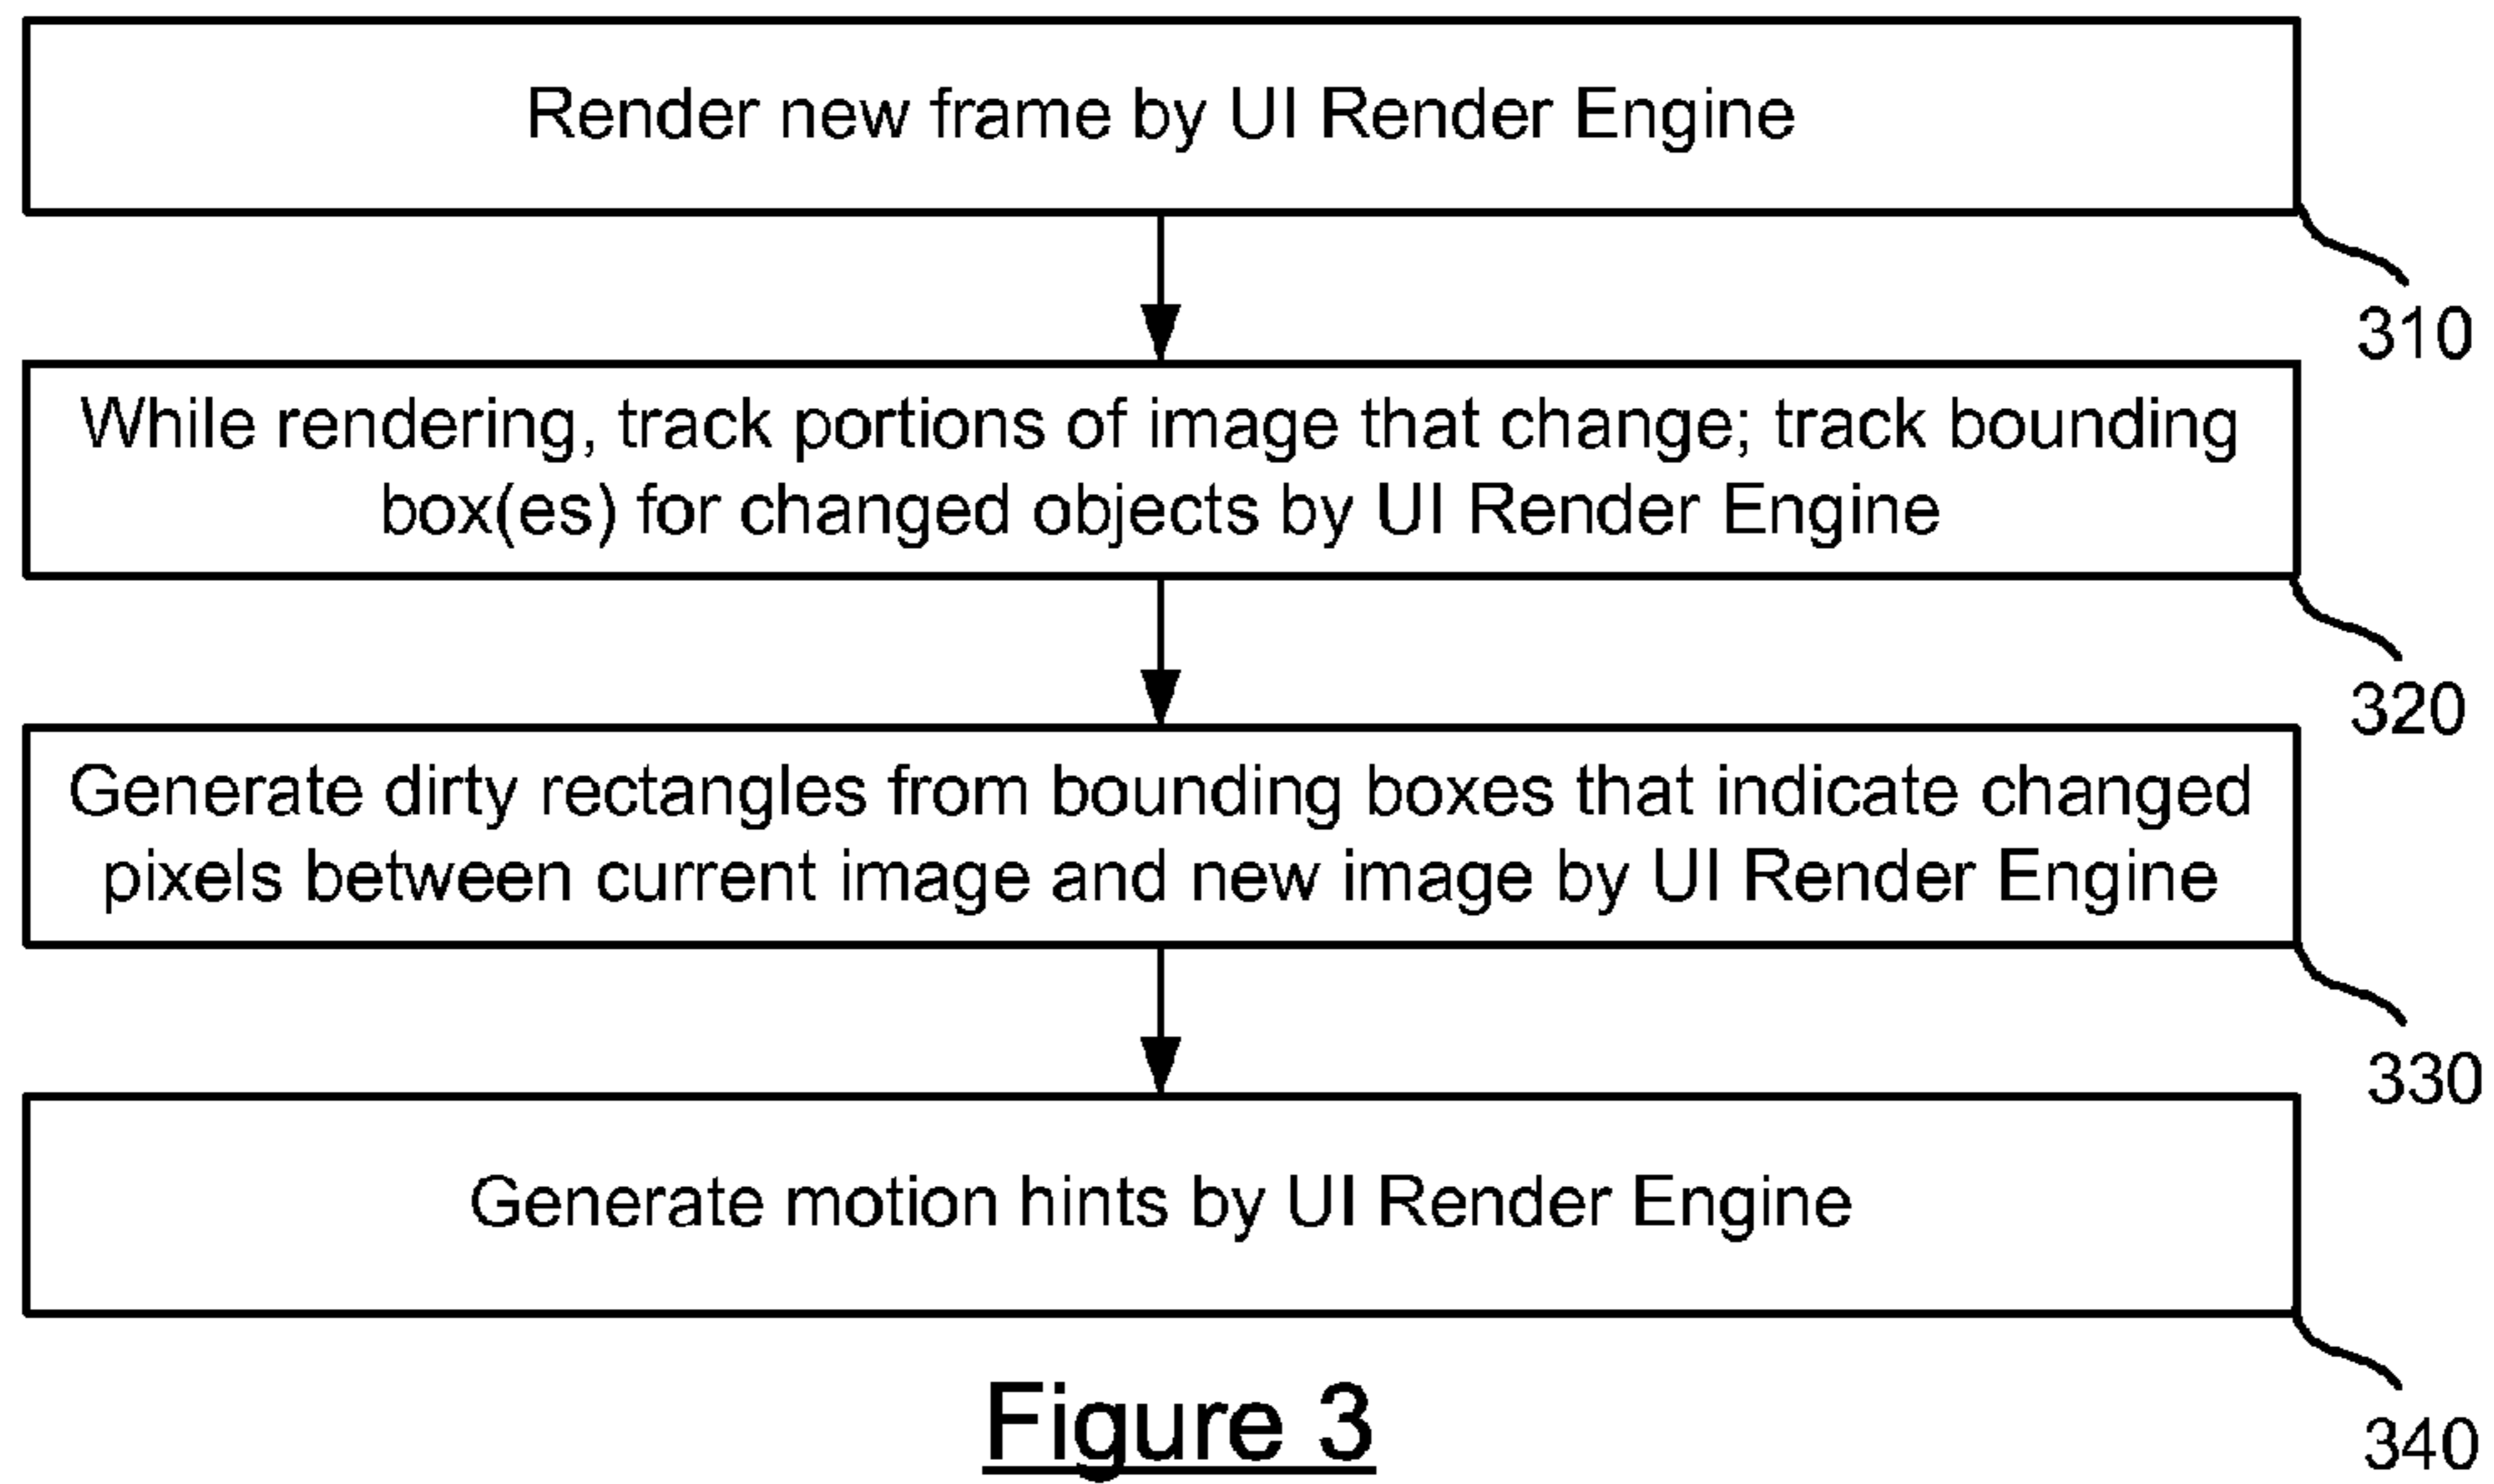 Render new frame by UI Render Engine
310
While rendering, track portions of image that change; track bounding
box(es) for changed objects by UI Render Engine
320
Generate dirty rectangles from bounding boxes that indicate changed
pixels between current image and new image by UI Render Engine
330
Generate motion hints by UI Render Engine
340
Figure 3